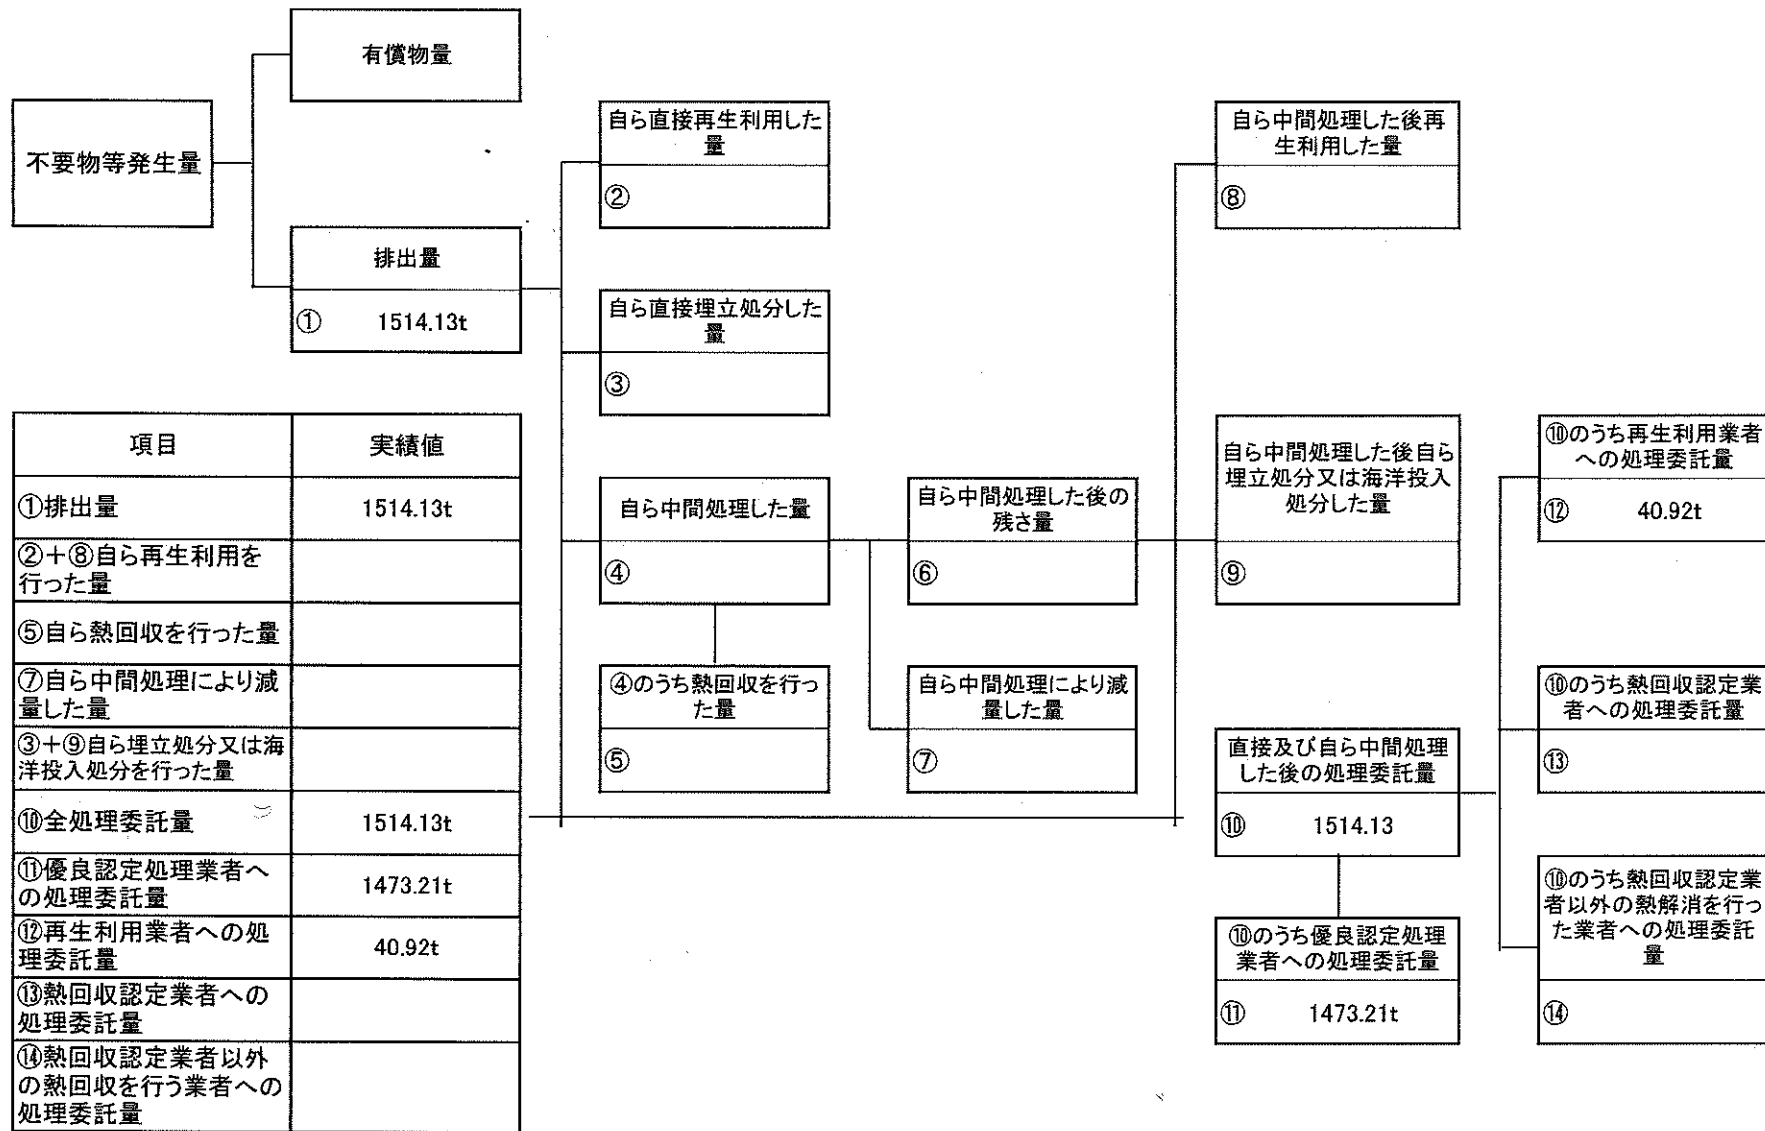 有償物量
不要物等発生量
排出量
① 1514.13t
自ら直接再生利用した
量
②
自ら直接埋立処分した
量
③
自ら中間処理した量
④
④のうち熱回収を行っ
た量
⑤
自ら中間処理した後の
残さ量
⑥
自ら中間処理により減
量した量
⑦
自ら中間処理した後再
生利用した量
⑧
自ら中間処理した後自ら
埋立処分又は海洋投入
処分した量
⑨
直接及び自ら中間処理
した後の処理委託量
⑩ 1514.13
⑩のうち優良認定処理
業者への処理委託量
⑪ 1473.21t
⑩のうち再生利用業者
への処理委託量
⑫ 40.92t
⑩のうち熱回収認定業
者への処理委託量
⑬
⑩のうち熱回収認定業
者以外の熱解消を行っ
た業者への処理委託
量
⑭
項目 実績値
①排出量 1514.13t
②+⑧自ら再生利用を
行った量
⑤自ら熱回収を行った量
⑦自ら中間処理により減
量した量
③+⑨自ら埋立処分又は海
洋投入処分を行った量
⑩全処理委託量 1514.13t
⑪優良認定処理業者へ
の処理委託量 1473.21t
⑫再生利用業者への処
理委託量 40.92t
⑬熱回収認定業者への
処理委託量
⑭熱回収認定業者以外
の熱回収を行う業者への
処理委託量